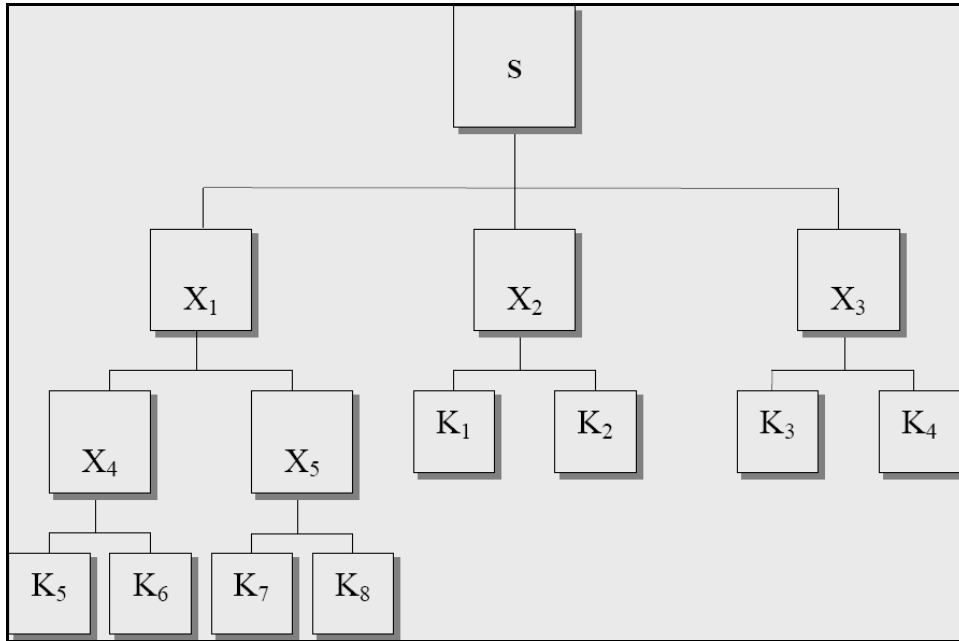 S
X₁ X₂ X₃
K₁ K₂ K₃ K₄
X₄ X₅
K₅ K₆ K₇ K₈